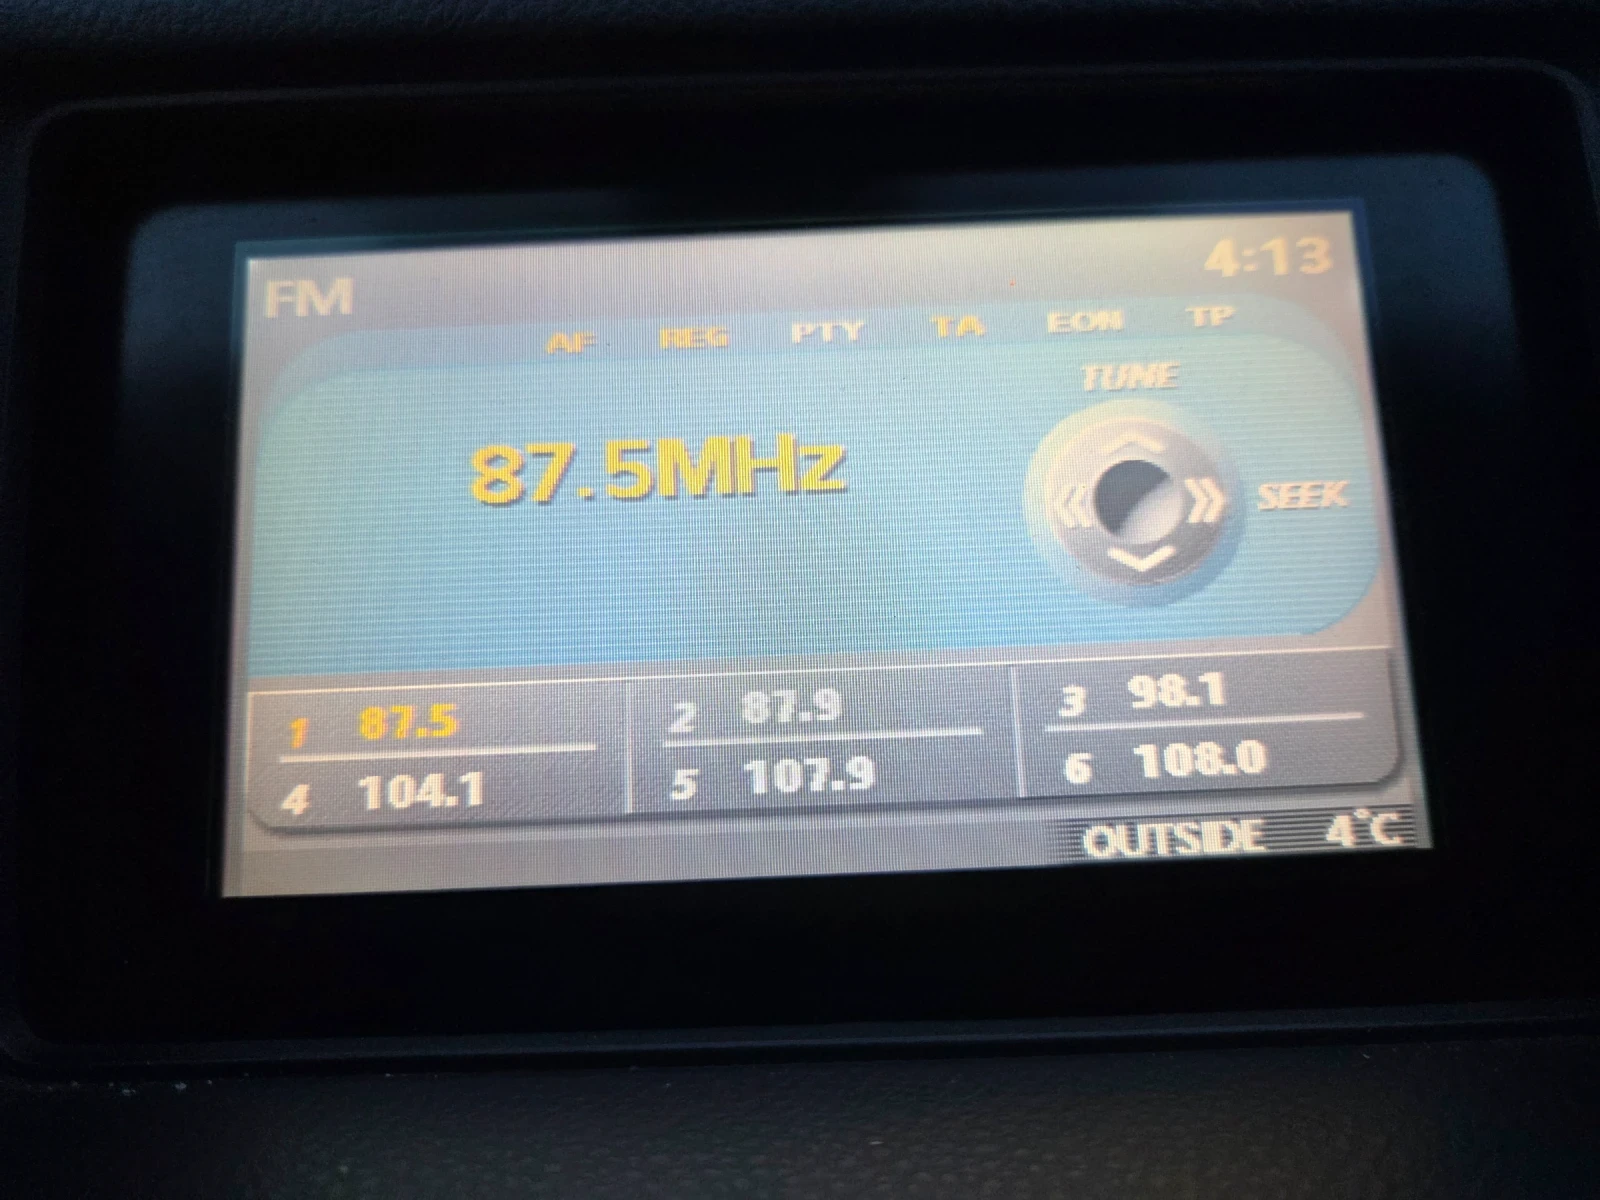 FM 4:13
AF REG PTY TA EON TP
TUNE
87.5MHz
SEEK
1 87.5 2 87.9 3 98.1
4 104.1 5 107.9 6 108.0
OUTSIDE 4°C